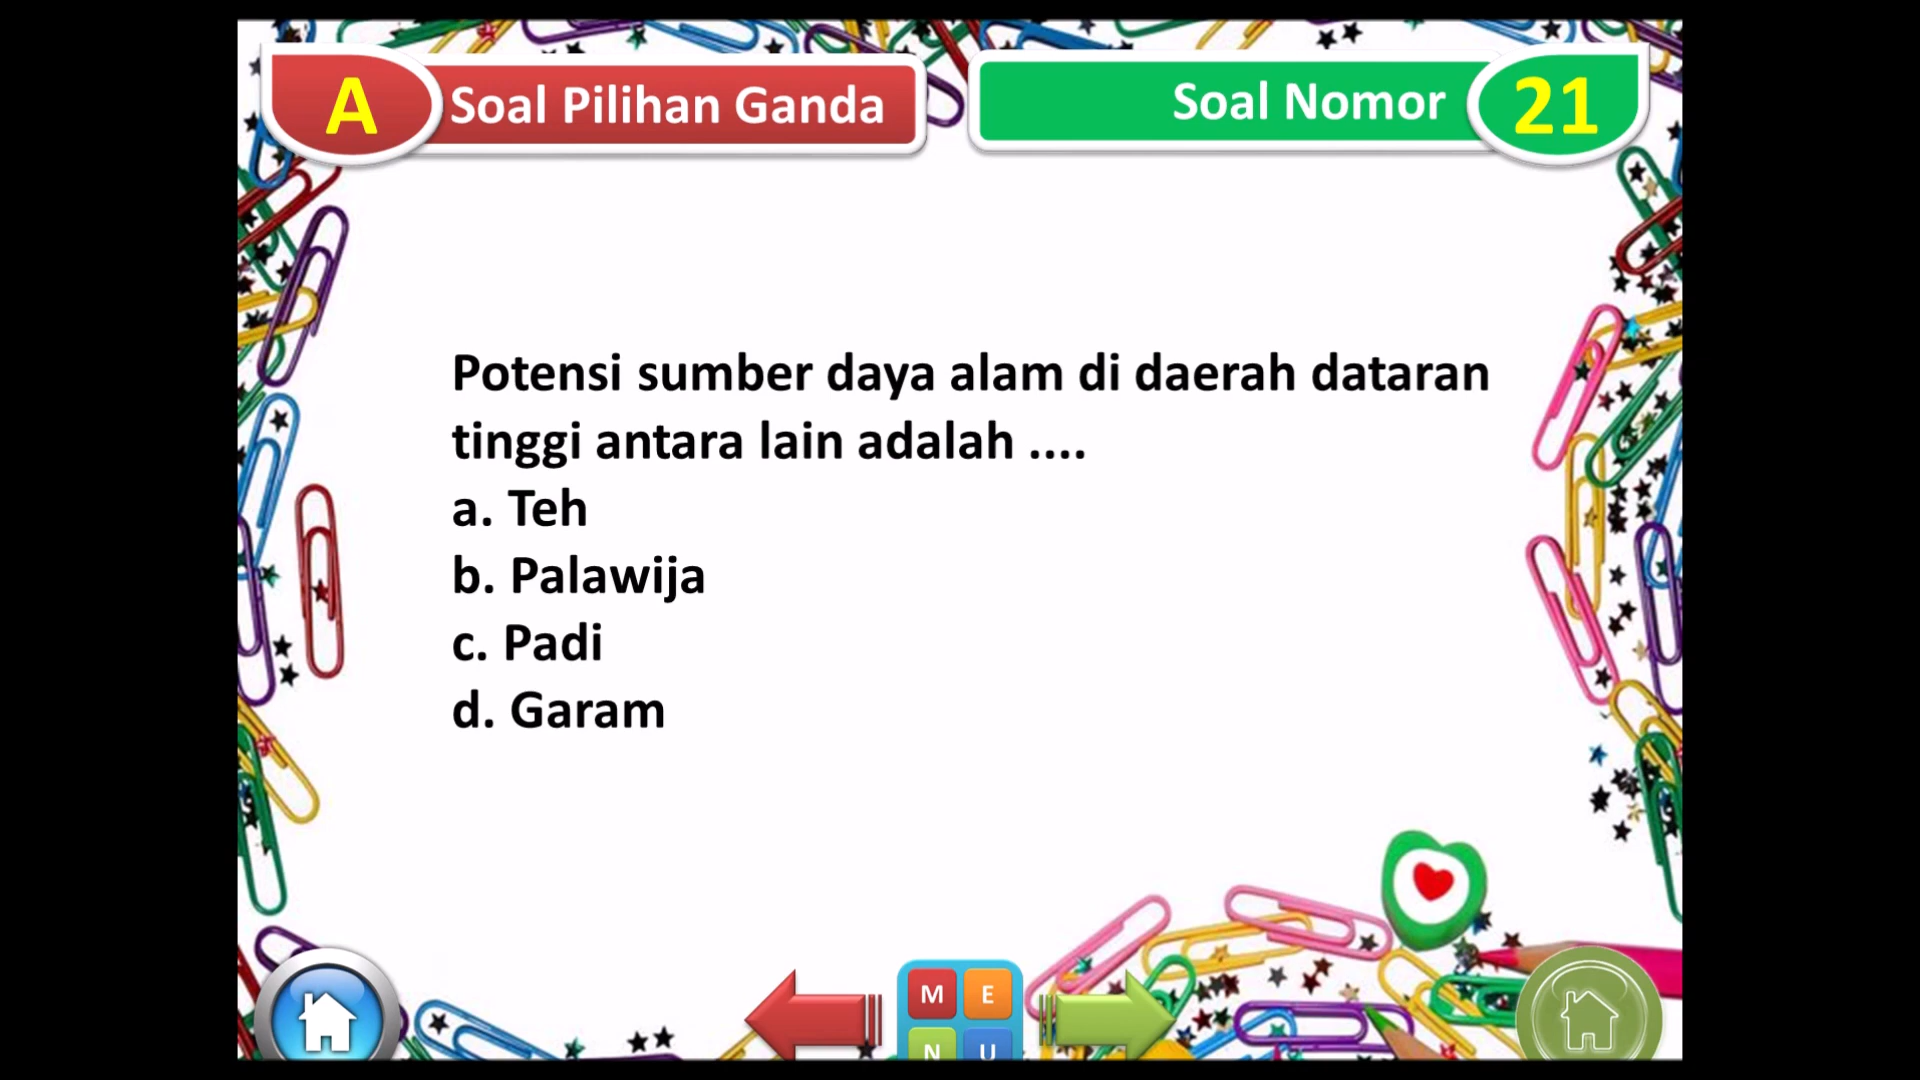 A Soal Pilihan Ganda
Soal Nomor 21
Potensi sumber daya alam di daerah dataran
tinggi antara lain adalah ....
a. Teh
b. Palawija
c. Padi
d. Garam
M E
N U